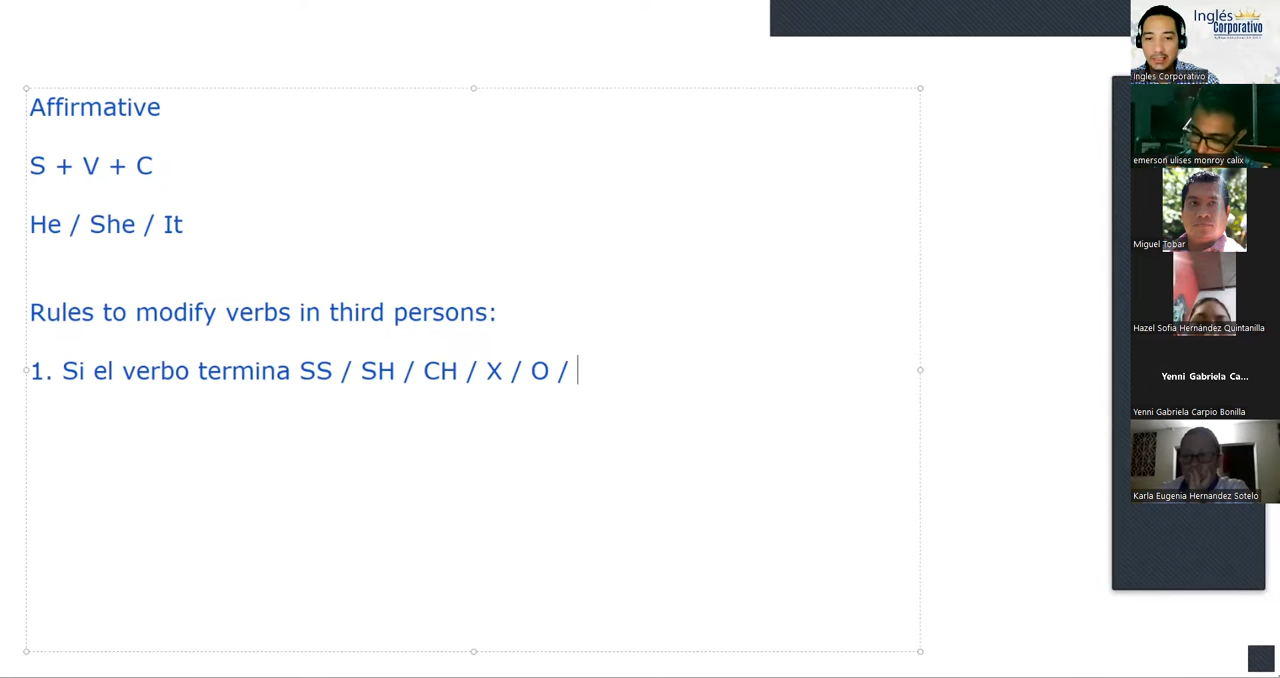 Affirmative
S + V + C
He / She / It
Rules to modify verbs in third persons:
1. Si el verbo termina SS / SH / CH / X / O /
Inglés
Corporativo
Ingles Corporativo
emerson ulises monroy calix
Miguel Tobar
Hazel Sofia Hernández Quintanilla
Yenni Gabriela Ca...
Yenni Gabriela Carpio Bonilla
Karla Eugenia Hernandez Sotelo